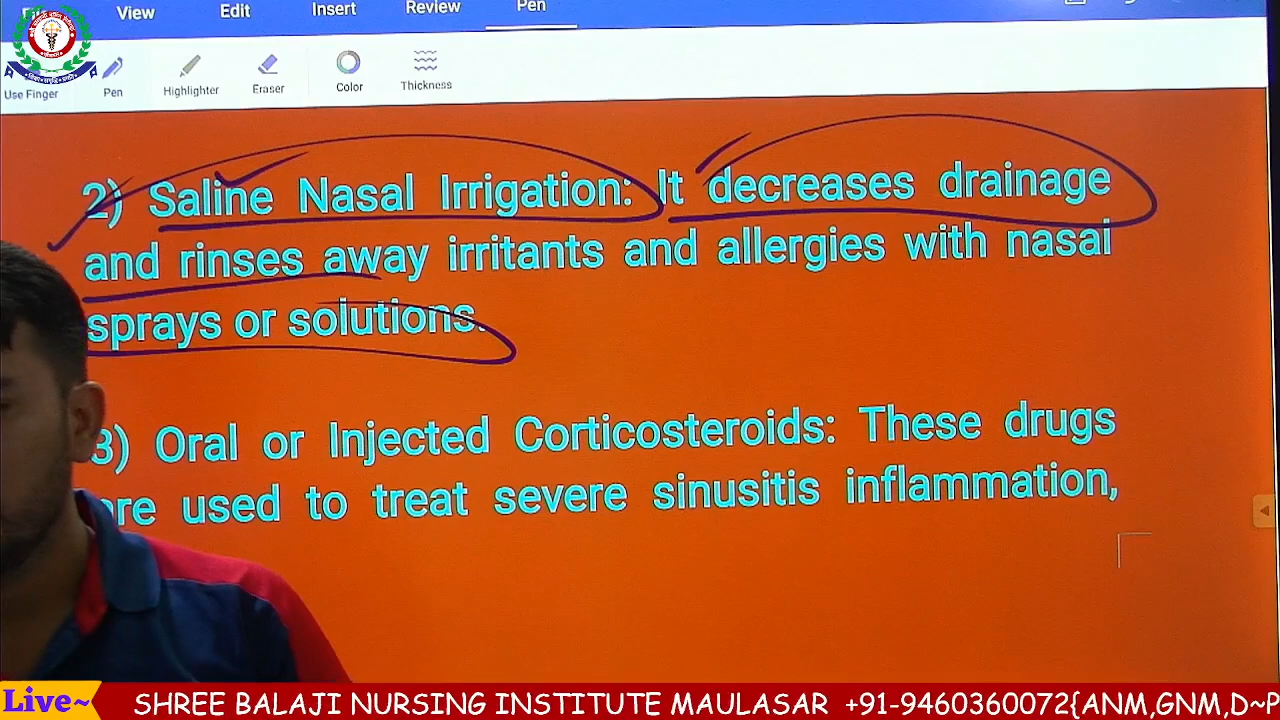 View Edit Insert Review Pen
Use Finger Pen Highlighter Eraser Color Thickness
2) Saline Nasal Irrigation: It decreases drainage
and rinses away irritants and allergies with nasal
sprays or solutions.
3) Oral or Injected Corticosteroids: These drugs
are used to treat severe sinusitis inflammation,
Live~ SHREE BALAJI NURSING INSTITUTE MAULASAR +91-9460360072{ANM,GNM,D~P